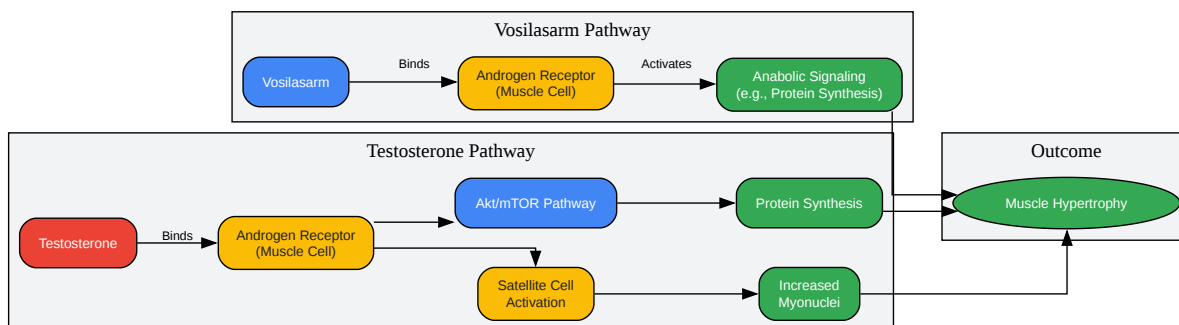 Vosilasarm Pathway
Vosilasarm
Binds
Androgen Receptor
(Muscle Cell)
Activates
Anabolic Signaling
(e.g., Protein Synthesis)
Testosterone Pathway
Testosterone
Binds
Androgen Receptor
(Muscle Cell)
Akt/mTOR Pathway
Protein Synthesis
Satellite Cell
Activation
Increased
Myonuclei
Outcome
Muscle Hypertrophy